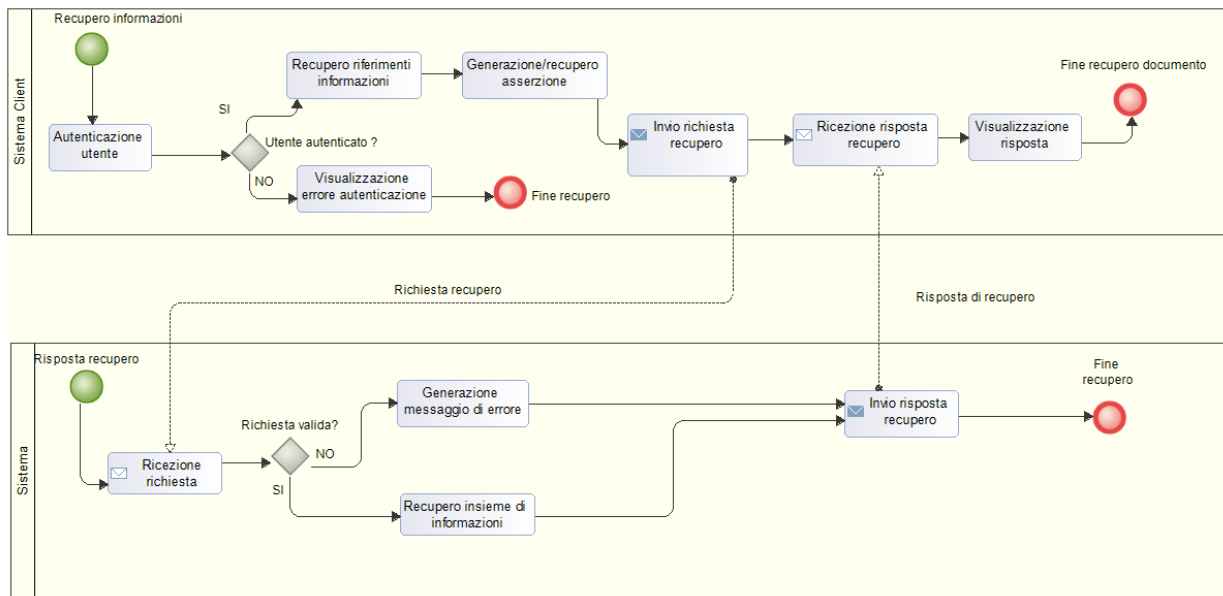 Sistema Client
Recupero informazioni
Autenticazione
utente
SI
Utente autenticato ?
NO
Recupero riferimenti
informazioni
Generazione/recupero
asserzione
Visualizzazione
errore autenticazione
Fine recupero
Invio richiesta
recupero
Ricezione risposta
recupero
Visualizzazione
risposta
Fine recupero documento
Richiesta recupero
Risposta di recupero
Sistema
Risposta recupero
Ricezione
richiesta
Richiesta valida?
NO
SI
Generazione
messaggio di errore
Recupero insieme di
informazioni
Invio risposta
recupero
Fine
recupero